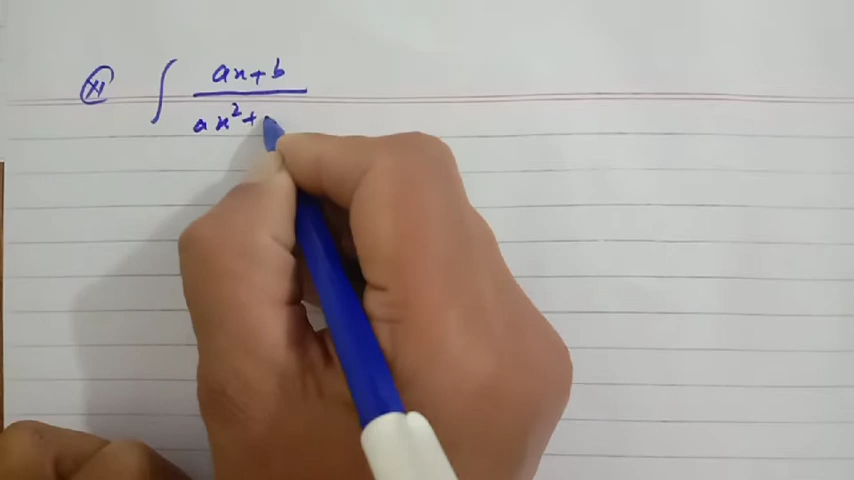 (xi) ∫ ax+b / ax²+